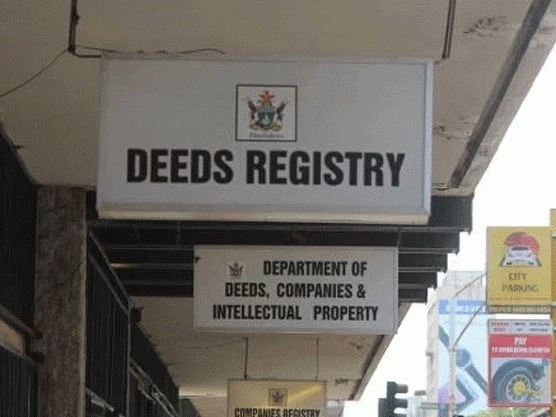 DEEDS REGISTRY
DEPARTMENT OF
DEEDS, COMPANIES &
INTELLECTUAL PROPERTY
COMPANIES REGISTRY
CITY
PARKING
PAY